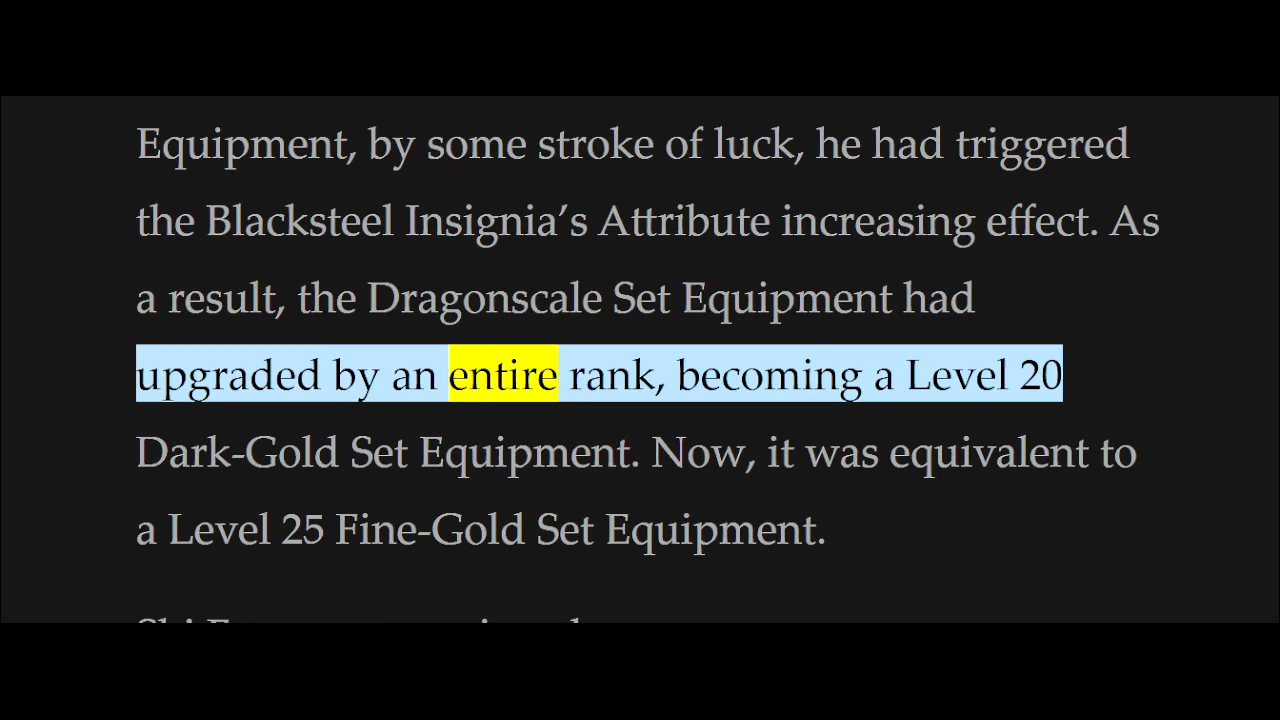 Equipment, by some stroke of luck, he had triggered
the Blacksteel Insignia’s Attribute increasing effect. As
a result, the Dragonscale Set Equipment had
upgraded by an entire rank, becoming a Level 20
Dark-Gold Set Equipment. Now, it was equivalent to
a Level 25 Fine-Gold Set Equipment.